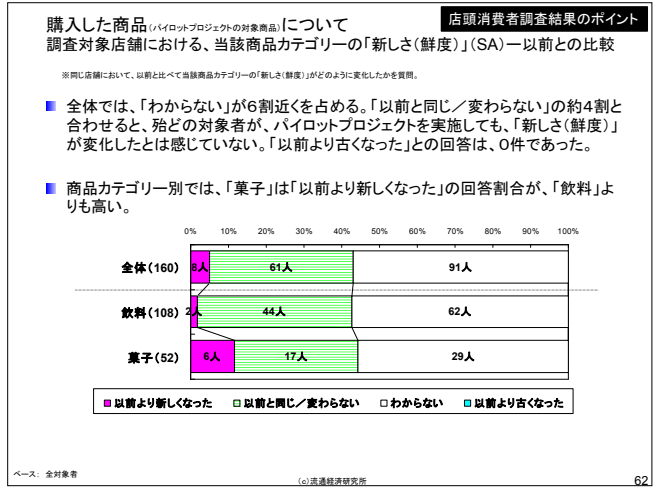 店頭消費者調査結果のポイント
購入した商品(パイロットプロジェクトの対象商品)について
調査対象店舗における、当該商品カテゴリーの「新しさ(鮮度)」(SA)ー以前との比較
※同じ店舗において、以前と比べて当該商品カテゴリーの「新しさ(鮮度)」がどのように変化したかを質問。
全体では、「わからない」が6割近くを占める。「以前と同じ/変わらない」の約4割と
合わせると、殆どの対象者が、パイロットプロジェクトを実施しても、「新しさ(鮮度)」
が変化したとは感じていない。「以前より古くなった」との回答は、0件であった。
商品カテゴリー別では、「菓子」は「以前より新しくなった」の回答割合が、「飲料」よ
りも高い。
0% 10% 20% 30% 40% 50% 60% 70% 80% 90% 100%
全体(160) 8人 61人 91人
飲料(108) 2人 44人 62人
菓子(52) 6人 17人 29人
以前より新しくなった 以前と同じ/変わらない わからない 以前より古くなった
ベース: 全対象者
(c)流通経済研究所
62